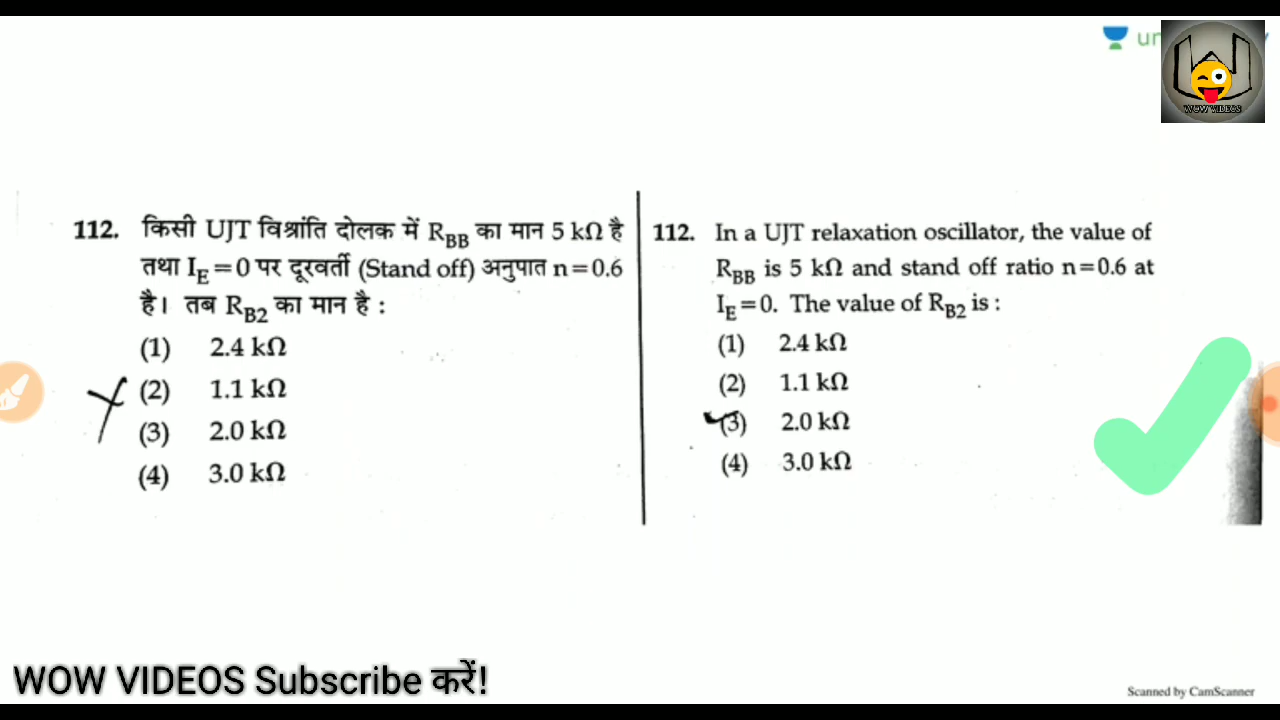 un
WOW VIDEOS
112. किसी UJT विश्रांति दोलक में R_BB का मान 5 kΩ है
तथा I_E = 0 पर दूरवर्ती (Stand off) अनुपात n = 0.6
है। तब R_B2 का मान है :
(1) 2.4 kΩ
(2) 1.1 kΩ
(3) 2.0 kΩ
(4) 3.0 kΩ
112. In a UJT relaxation oscillator, the value of
R_BB is 5 kΩ and stand off ratio n = 0.6 at
I_E = 0. The value of R_B2 is :
(1) 2.4 kΩ
(2) 1.1 kΩ
(3) 2.0 kΩ
(4) 3.0 kΩ
WOW VIDEOS Subscribe करें!
Scanned by CamScanner